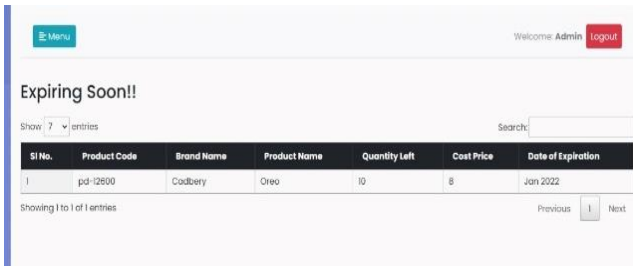 Menu Welcome: Admin Logout
Expiring Soon!!
Show 7 entries Search:
Sl No. Product Code Brand Name Product Name Quantity Left Cost Price Date of Expiration
1 pd-12600 Cadbery Oreo 10 8 Jan 2022
Showing 1 to 1 of 1 entries Previous 1 Next